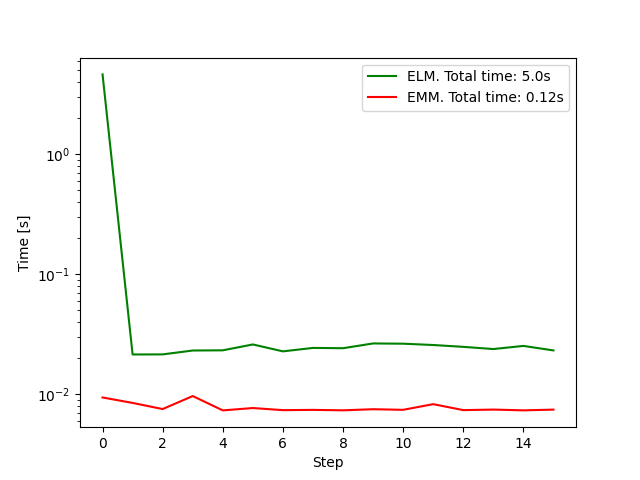 ELM. Total time: 5.0s
EMM. Total time: 0.12s
10⁰
10⁻¹
10⁻²
Time [s]
0 2 4 6 8 10 12 14
Step